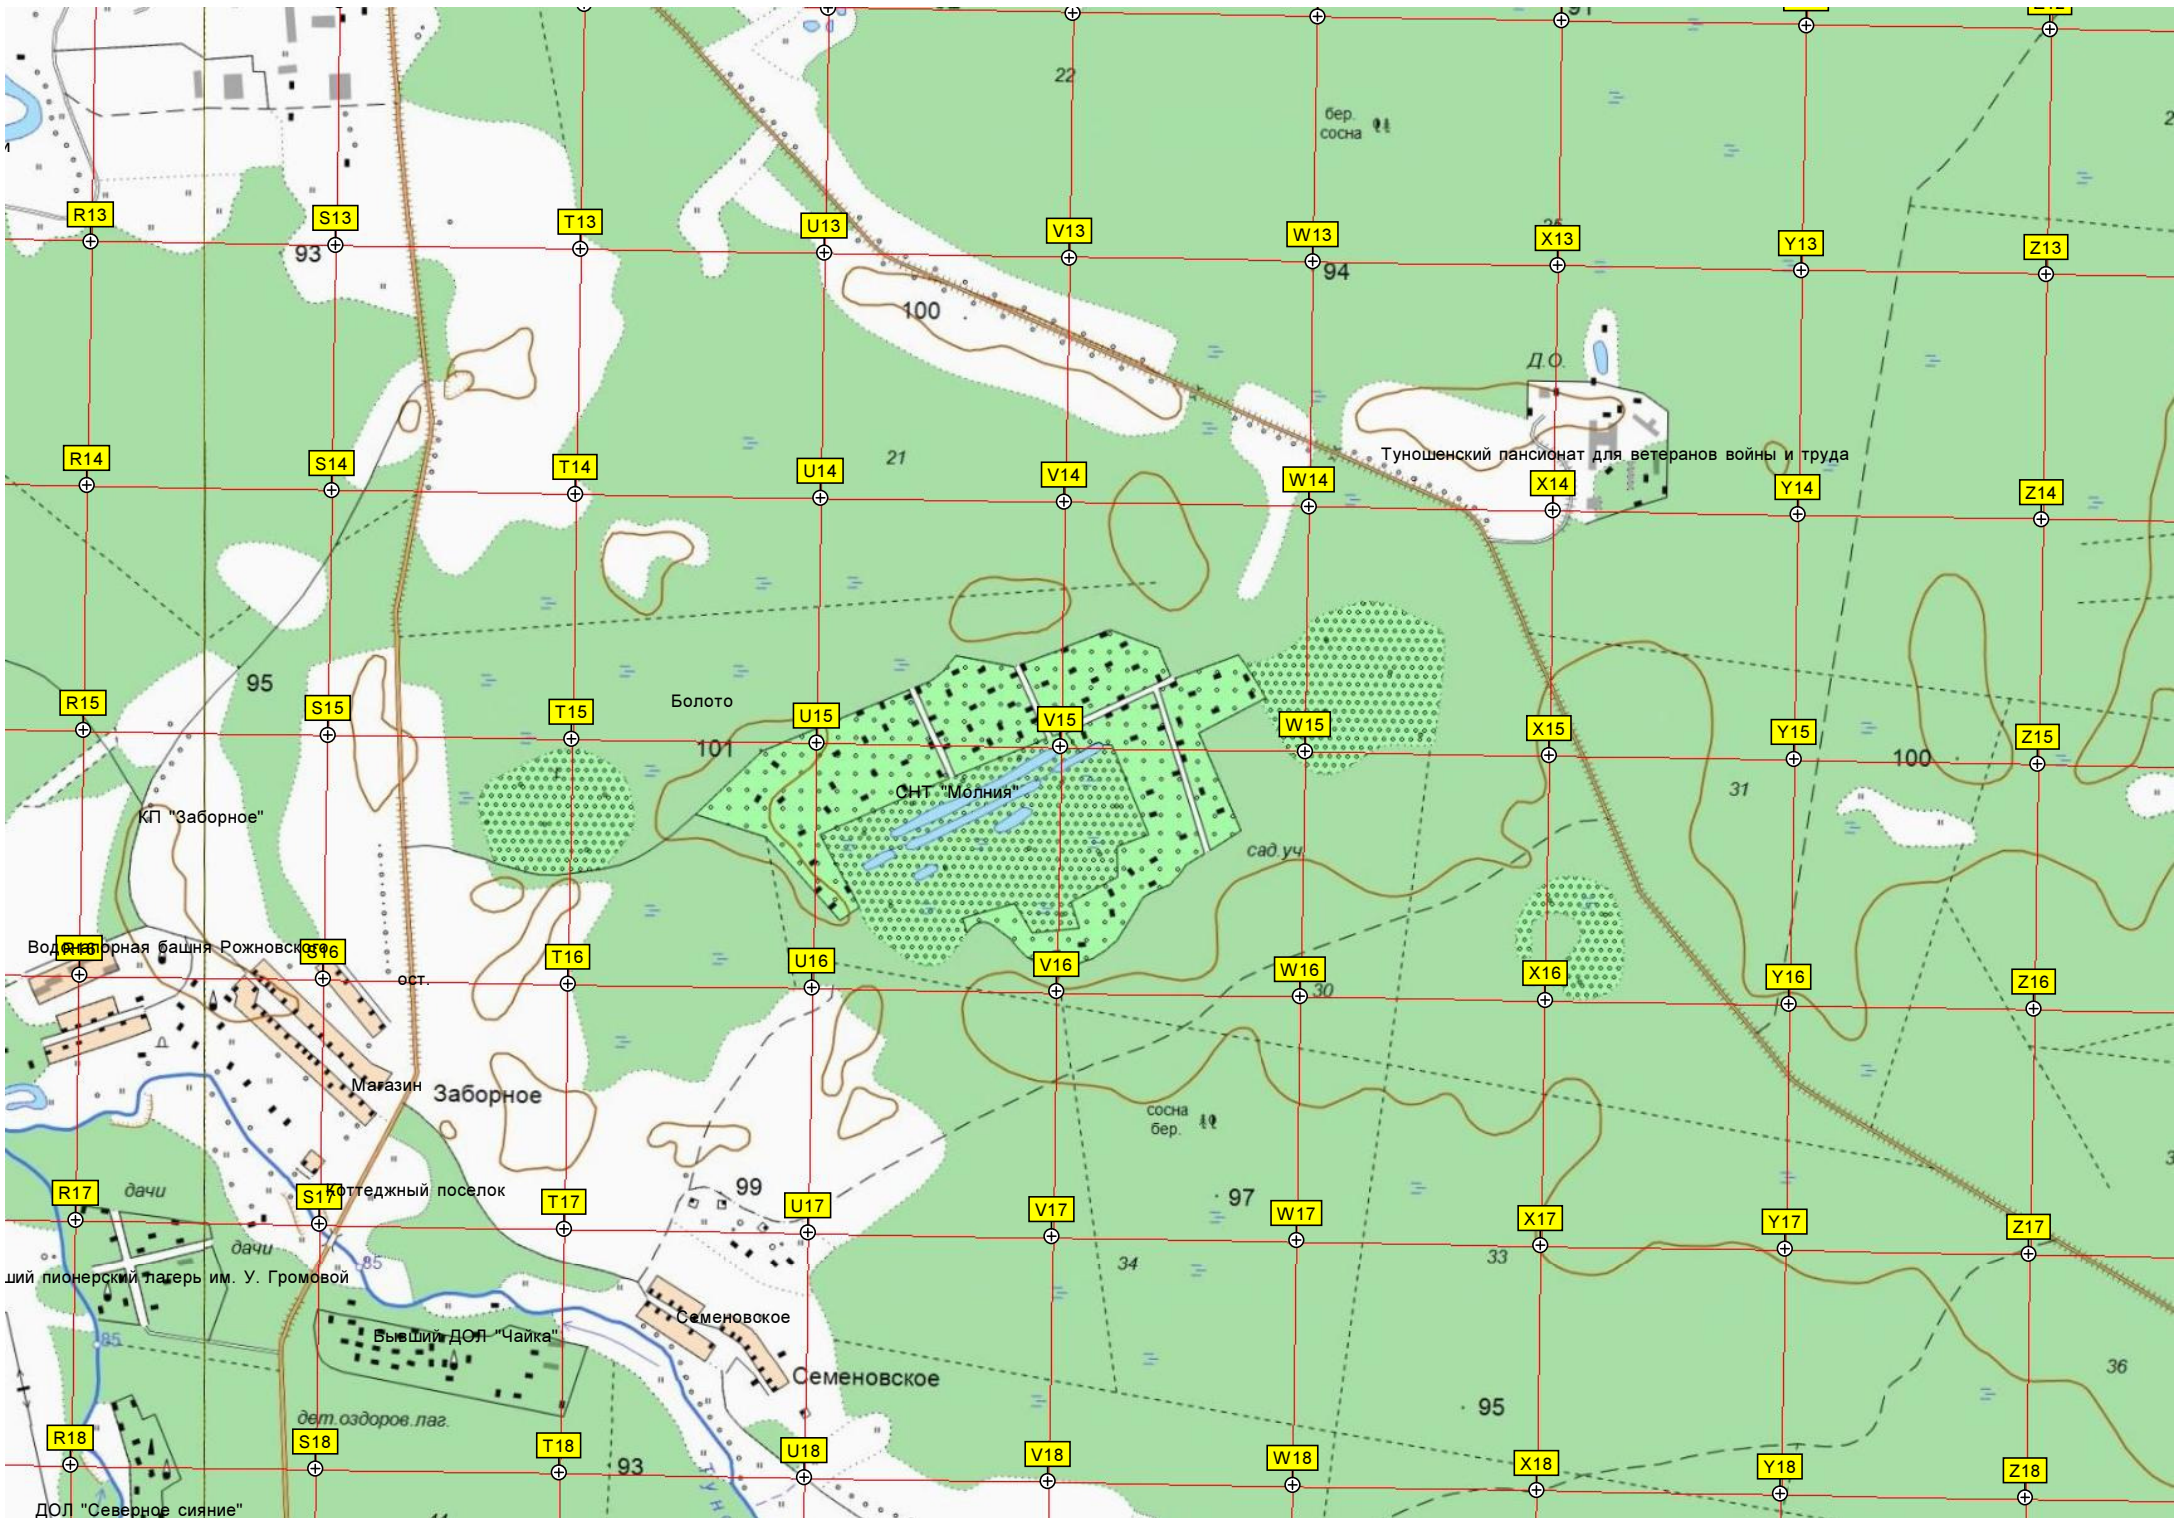 22
бер.
сосна
R13
S13
T13
U13
V13
W13
X13
Y13
Z13
93
94
100
Д.О.
Туношенский пансионат для ветеранов войны и труда
21
R14
S14
T14
U14
V14
W14
X14
Y14
Z14
95
Болото
R15
S15
T15
U15
V15
W15
X15
Y15
Z15
101
100
31
СНТ "Молния"
КП "Заборное"
сад.уч.
Водонапорная башня Рожновского
R16
S16
T16
U16
V16
W16
X16
Y16
Z16
ост.
30
Магазин
Заборное
сосна
бер.
99
97
дачи
Коттеджный поселок
R17
S17
T17
U17
V17
W17
X17
Y17
Z17
дачи
85
34
33
ший пионерский лагерь им. У. Громовой
Семеновское
85
Бывший ДОЛ "Чайка"
36
Семеновское
95
дет.оздоров.лаг.
R18
S18
T18
U18
V18
W18
X18
Y18
Z18
93
ДОЛ "Северное сияние"